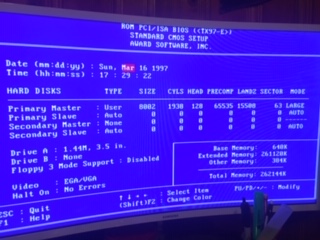 ROM PCI/ISA BIOS (<TX97-E>)
STANDARD CMOS SETUP
AWARD SOFTWARE, INC.
Date (mm:dd:yy) : Sun, Mar 16 1997
Time (hh:mm:ss) : 17 : 29 : 22
HARD DISKS TYPE SIZE CYLS HEAD PRECOMP LANDZ SECTOR MODE
Primary Master : User 8002 1938 128 65535 15500 63 LARGE
Primary Slave : Auto 0 0 0 0 0 0 AUTO
Secondary Master : None 0 0 0 0 0 0 ------
Secondary Slave : Auto 0 0 0 0 0 0 AUTO
Drive A : 1.44M, 3.5 in.
Drive B : None
Floppy 3 Mode Support : Disabled
Base Memory: 640K
Extended Memory: 261120K
Other Memory: 384K
Total Memory: 262144K
Video : EGA/VGA
Halt On : No Errors
ESC : Quit
F1 : Help
↑ ↓ → ← : Select Item
(Shift)F2 : Change Color
PU/PD/+/- : Modify